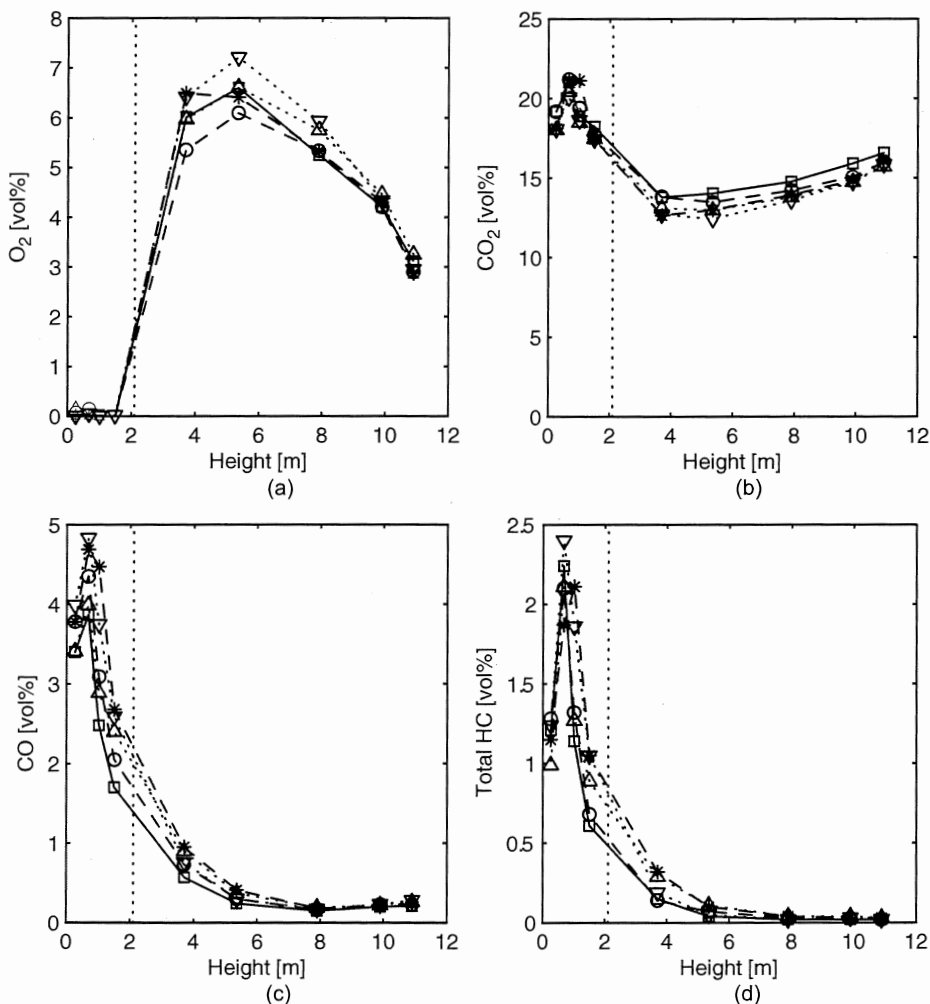 8
7
6
5
4
3
2
1
0
O₂ [vol%]
0 2 4 6 8 10 12
Height [m]
(a)
25
20
15
10
5
0
CO₂ [vol%]
0 2 4 6 8 10 12
Height [m]
(b)
5
4
3
2
1
0
CO [vol%]
0 2 4 6 8 10 12
Height [m]
(c)
2.5
2
1.5
1
0.5
0
Total HC [vol%]
0 2 4 6 8 10 12
Height [m]
(d)